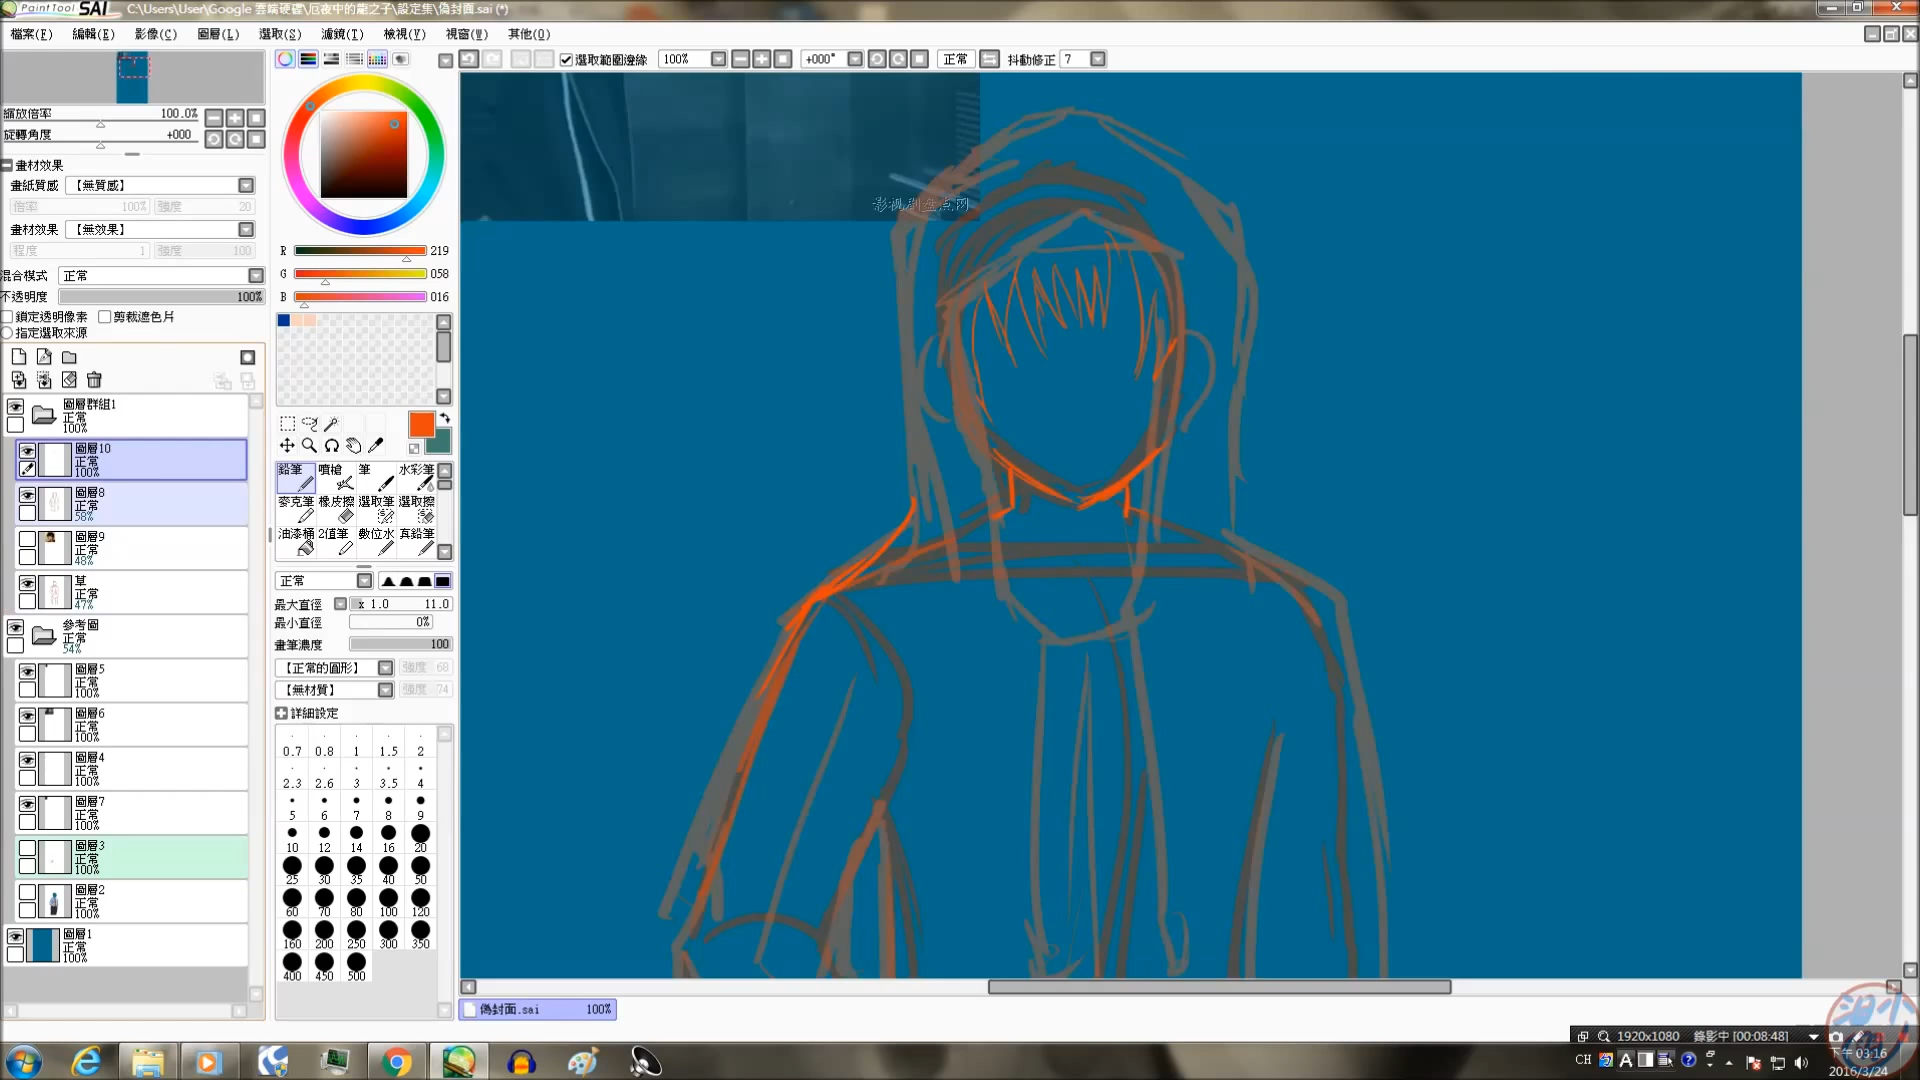 PaintTool SAI C:\Users\User\Google 雲端硬碟\厄夜中的龍之子\設定集\偽封面.sai (*)
檔案(F) 編輯(E) 影像(C) 圖層(L) 選取(S) 濾鏡(T) 檢視(V) 視窗(W) 其他(O)
選取範圍邊緣 100% +000° 正常 抖動修正 7
縮放倍率 100.0%
旋轉角度 +000
畫材效果
畫紙質感 【無質感】
倍率 100% 強度 20
畫材效果 【無效果】
程度 1 強度 100
混合模式 正常
不透明度 100%
鎖定透明像素 剪裁遮色片
指定選取來源
圖層群組1
正常
100%
圖層10
正常
100%
圖層8
正常
58%
圖層9
正常
48%
草
正常
47%
參考圖
正常
54%
圖層5
正常
100%
圖層6
正常
100%
圖層4
正常
100%
圖層7
正常
100%
圖層3
正常
100%
圖層2
正常
100%
圖層1
正常
100%
R 219
G 058
B 016
鉛筆 噴槍 筆 水彩筆
麥克筆 橡皮擦 選取筆 選取擦
油漆桶 2值筆 數位水 真鉛筆
正常
最大直徑 x 1.0 11.0
最小直徑 0%
畫筆濃度 100
【正常的圓形】 強度 68
【無材質】 強度 74
詳細設定
0.7 0.8 1 1.5 2
2.3 2.6 3 3.5 4
5 6 7 8 9
10 12 14 16 20
25 30 35 40 50
60 70 80 100 120
160 200 250 300 350
400 450 500
偽封面.sai 100%
1920x1080 錄影中 [00:08:48]
CH
下午 03:16
2016/3/24